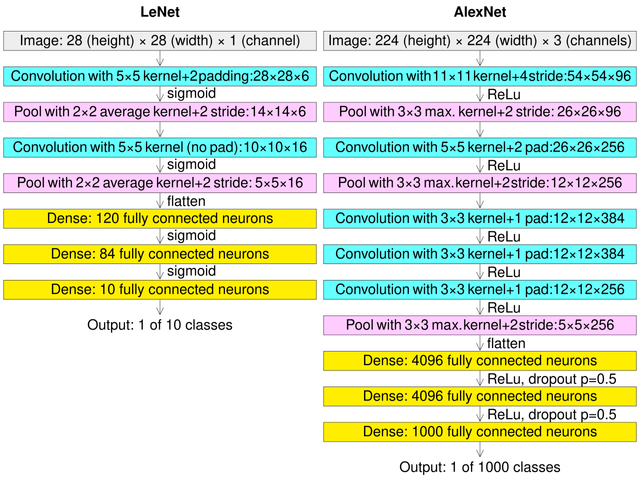 LeNet
Image: 28 (height) × 28 (width) × 1 (channel)
Convolution with 5×5 kernel+2padding:28×28×6
sigmoid
Pool with 2×2 average kernel+2 stride:14×14×6
Convolution with 5×5 kernel (no pad):10×10×16
sigmoid
Pool with 2×2 average kernel+2 stride: 5×5×16
flatten
Dense: 120 fully connected neurons
sigmoid
Dense: 84 fully connected neurons
sigmoid
Dense: 10 fully connected neurons
Output: 1 of 10 classes
AlexNet
Image: 224 (height) × 224 (width) × 3 (channels)
Convolution with 11×11 kernel+4 stride:54×54×96
ReLu
Pool with 3×3 max. kernel+2 stride: 26×26×96
Convolution with 5×5 kernel+2 pad:26×26×256
ReLu
Pool with 3×3 max.kernel+2stride:12×12×256
Convolution with 3×3 kernel+1 pad:12×12×384
ReLu
Convolution with 3×3 kernel+1 pad:12×12×384
ReLu
Convolution with 3×3 kernel+1 pad:12×12×256
ReLu
Pool with 3×3 max.kernel+2stride:5×5×256
flatten
Dense: 4096 fully connected neurons
ReLu, dropout p=0.5
Dense: 4096 fully connected neurons
ReLu, dropout p=0.5
Dense: 1000 fully connected neurons
Output: 1 of 1000 classes